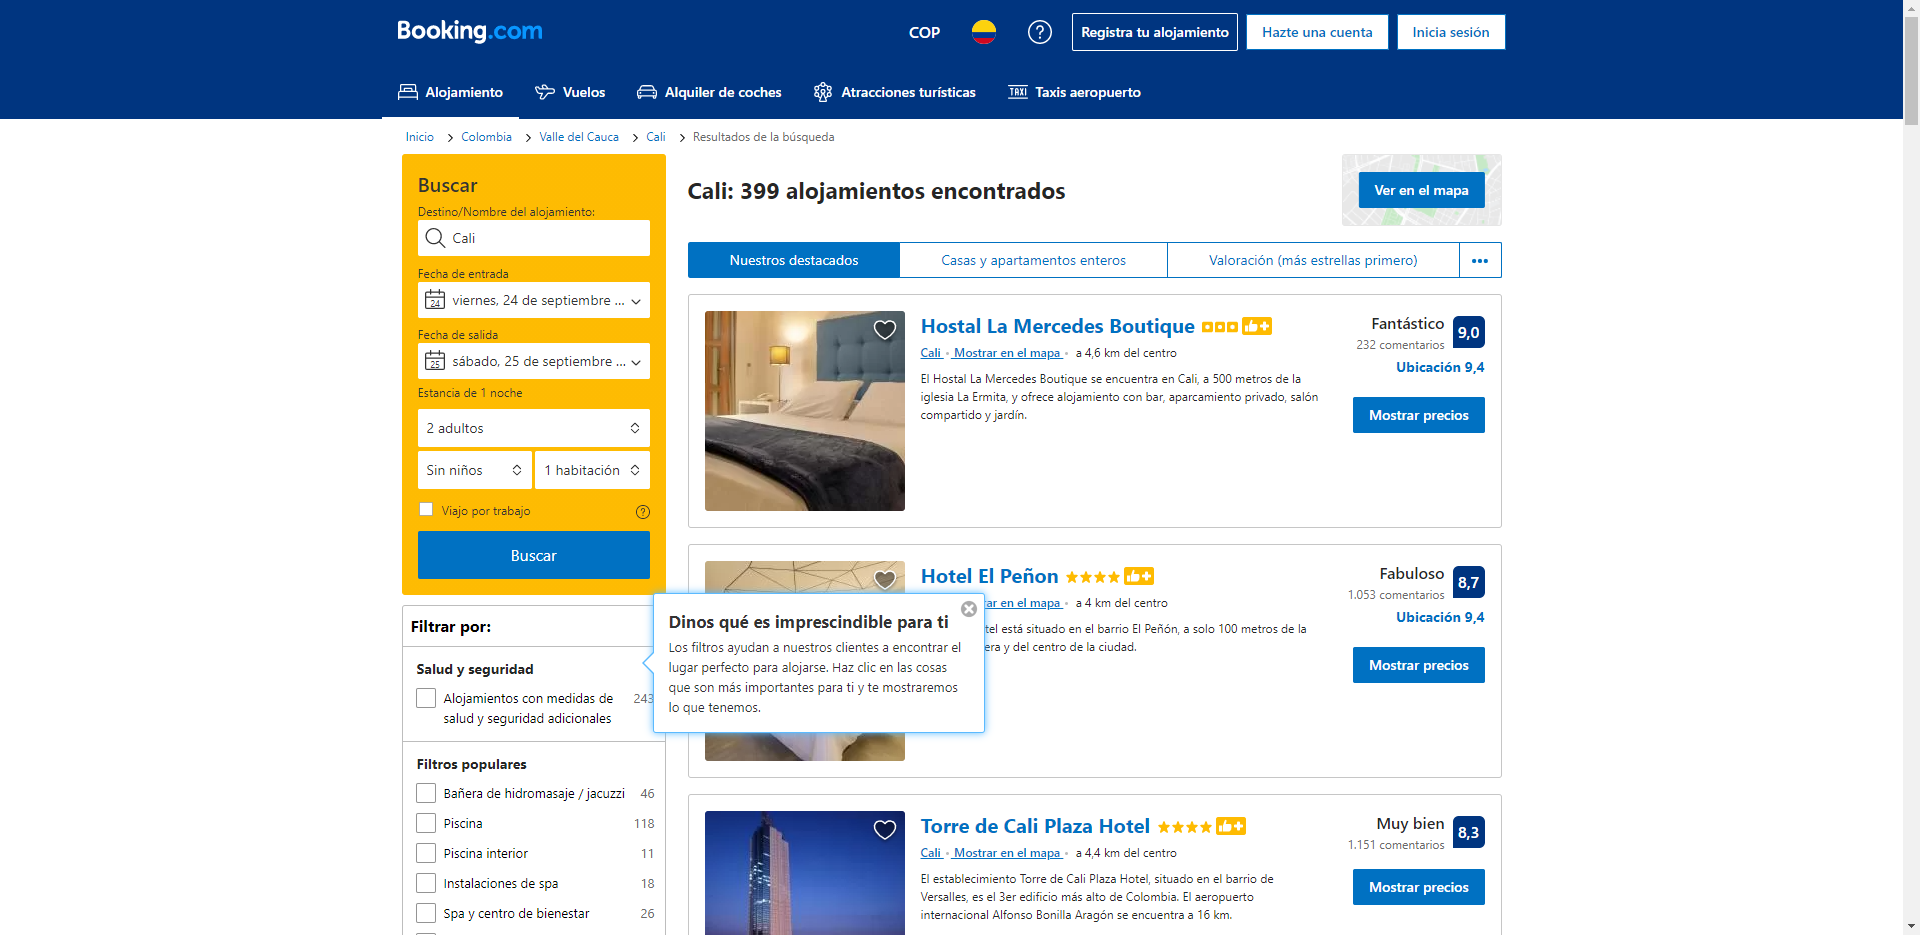 Booking.com
COP
Registra tu alojamiento
Hazte una cuenta
Inicia sesión
Alojamiento
Vuelos
Alquiler de coches
Atracciones turísticas
TAXI Taxis aeropuerto
Inicio > Colombia > Valle del Cauca > Cali > Resultados de la búsqueda
Buscar
Destino/Nombre del alojamiento:
Cali
Fecha de entrada
24 viernes, 24 de septiembre ...
Fecha de salida
25 sábado, 25 de septiembre ...
Estancia de 1 noche
2 adultos
Sin niños
1 habitación
Viajo por trabajo
Buscar
Filtrar por:
Salud y seguridad
Alojamientos con medidas de 243
salud y seguridad adicionales
Filtros populares
Bañera de hidromasaje / jacuzzi 46
Piscina 118
Piscina interior 11
Instalaciones de spa 18
Spa y centro de bienestar 26
Cali: 399 alojamientos encontrados
Ver en el mapa
Nuestros destacados
Casas y apartamentos enteros
Valoración (más estrellas primero)
Hostal La Mercedes Boutique
Cali • Mostrar en el mapa • a 4,6 km del centro
El Hostal La Mercedes Boutique se encuentra en Cali, a 500 metros de la
iglesia La Ermita, y ofrece alojamiento con bar, aparcamiento privado, salón
compartido y jardín.
Fantástico 9,0
232 comentarios
Ubicación 9,4
Mostrar precios
Hotel El Peñon
ar en el mapa • a 4 km del centro
tel está situado en el barrio El Peñón, a solo 100 metros de la
era y del centro de la ciudad.
Fabuloso 8,7
1.053 comentarios
Ubicación 9,4
Mostrar precios
Dinos qué es imprescindible para ti
Los filtros ayudan a nuestros clientes a encontrar el
lugar perfecto para alojarse. Haz clic en las cosas
que son más importantes para ti y te mostraremos
lo que tenemos.
Torre de Cali Plaza Hotel
Cali • Mostrar en el mapa • a 4,4 km del centro
El establecimiento Torre de Cali Plaza Hotel, situado en el barrio de
Versalles, es el 3er edificio más alto de Colombia. El aeropuerto
internacional Alfonso Bonilla Aragón se encuentra a 16 km.
Muy bien 8,3
1.151 comentarios
Mostrar precios